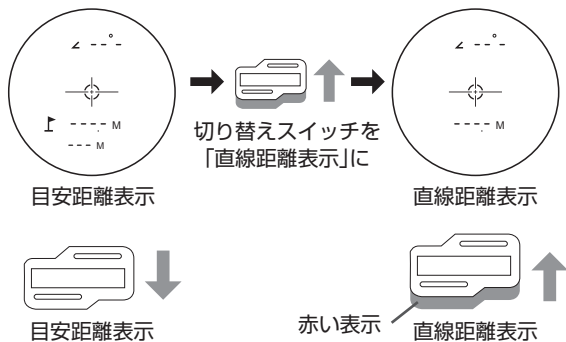 ∠ - - -°
- - - - . M
- - - M
目安距離表示
切り替えスイッチを
「直線距離表示」に
∠ - - -°
- - - - . M
直線距離表示
目安距離表示
赤い表示
直線距離表示